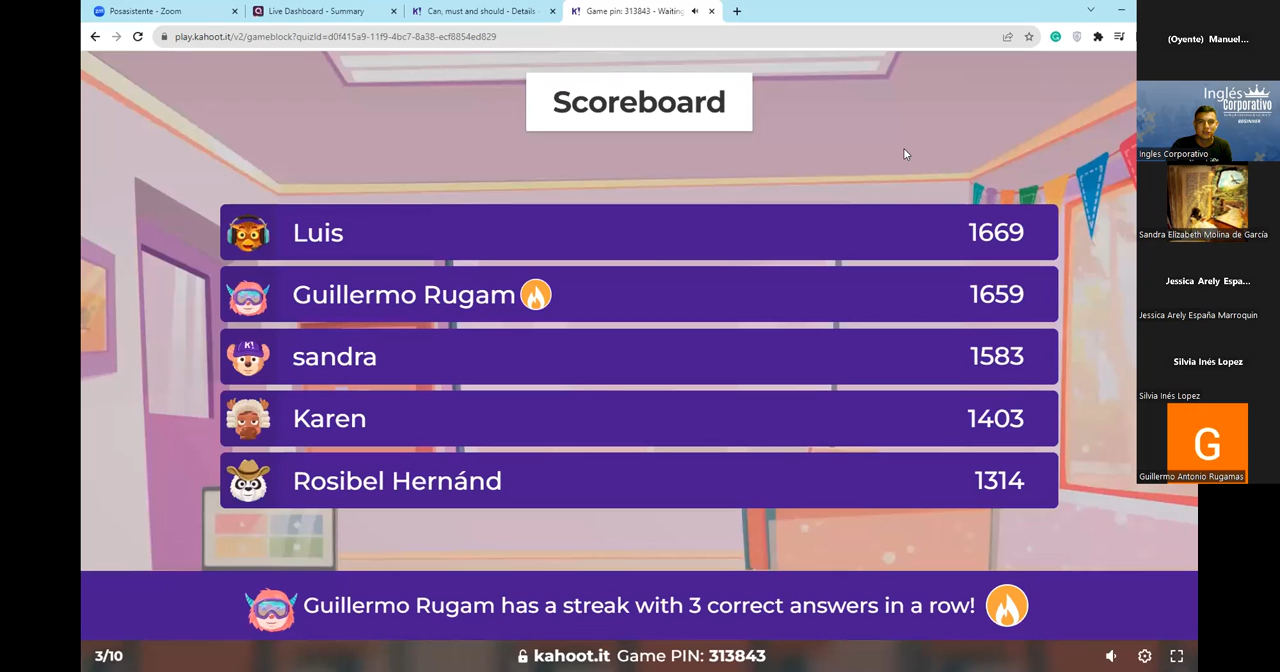 Posasistente - Zoom
Live Dashboard - Summary
Can, must and should - Details
Game pin: 313843 - Waiting
play.kahoot.it/v2/gameblock?quizId=d0f415a9-11f9-4bc7-8a38-ecf8854ed829
Scoreboard
Luis 1669
Guillermo Rugam 1659
K!
sandra 1583
Karen 1403
Rosibel Hernánd 1314
Guillermo Rugam has a streak with 3 correct answers in a row!
3/10
kahoot.it Game PIN: 313843
(Oyente) Manuel...
Inglés
Corporativo
BEGINNER
Ingles Corporativo
Sandra Elizabeth Molina de García
Jessica Arely Espa...
Jessica Arely España Marroquin
Silvia Inés Lopez
Silvia Inés Lopez
G
Guillermo Antonio Rugamas